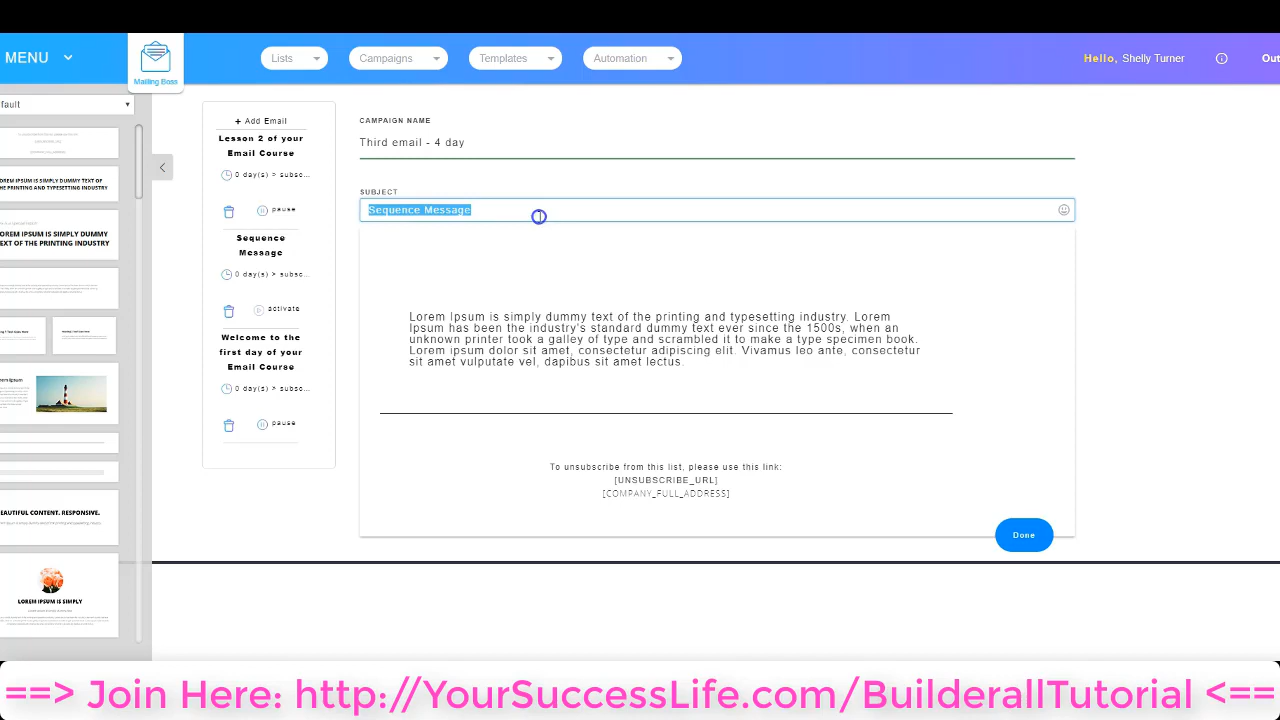 MENU
Mailing Boss
Lists
Campaigns
Templates
Automation
Hello, Shelly Turner
Out
fault
LOREM IPSUM IS SIMPLY DUMMY TEXT OF THE
PRINTING AND TYPESETTING INDUSTRY
LOREM IPSUM IS SIMPLY DUMMY
TEXT OF THE PRINTING INDUSTRY
orem Ipsum
BEAUTIFUL CONTENT. RESPONSIVE.
LOREM IPSUM IS SIMPLY
+ Add Email
Lesson 2 of your
Email Course
0 day(s) > subsc...
pause
Sequence
Message
0 day(s) > subsc...
activate
Welcome to the
first day of your
Email Course
0 day(s) > subsc...
pause
CAMPAIGN NAME
Third email - 4 day
SUBJECT
Sequence Message
Lorem Ipsum is simply dummy text of the printing and typesetting industry. Lorem
Ipsum has been the industry's standard dummy text ever since the 1500s, when an
unknown printer took a galley of type and scrambled it to make a type specimen book.
Lorem ipsum dolor sit amet, consectetur adipiscing elit. Vivamus leo ante, consectetur
sit amet vulputate vel, dapibus sit amet lectus.
To unsubscribe from this list, please use this link:
[UNSUBSCRIBE_URL]
[COMPANY_FULL_ADDRESS]
Done
==> Join Here: http://YourSuccessLife.com/BuilderallTutorial <==